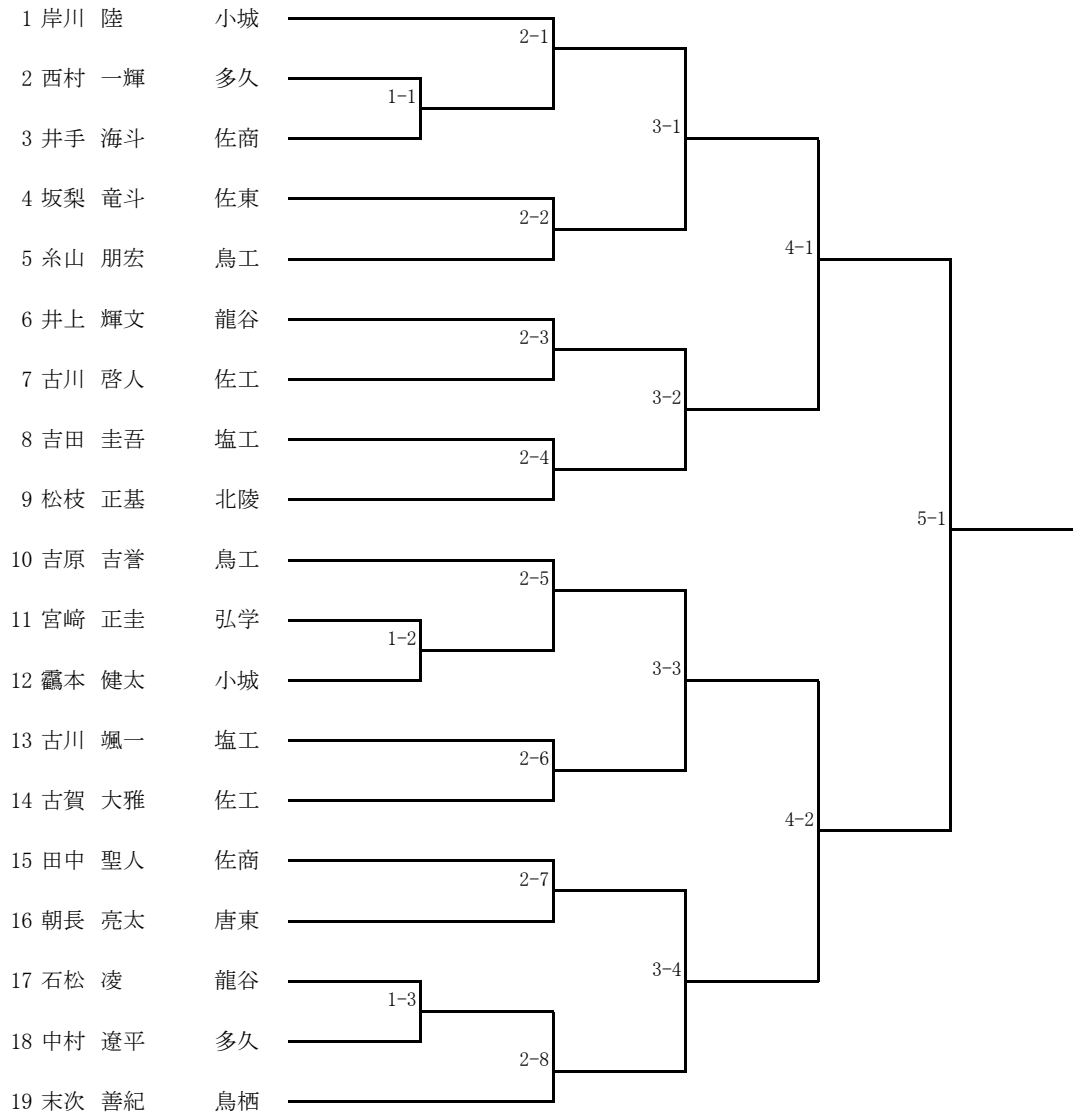 1 岸川 陸 小城
2-1
2 西村 一輝 多久
1-1
3 井手 海斗 佐商
3-1
4 坂梨 竜斗 佐東
2-2
4-1
5 糸山 朋宏 鳥工
6 井上 輝文 龍谷
2-3
7 古川 啓人 佐工
3-2
8 吉田 圭吾 塩工
2-4
9 松枝 正基 北陵
5-1
10 吉原 吉誉 鳥工
2-5
11 宮﨑 正圭 弘学
1-2
3-3
12 靏本 健太 小城
13 古川 颯一 塩工
2-6
14 古賀 大雅 佐工
4-2
15 田中 聖人 佐商
2-7
16 朝長 亮太 唐東
3-4
17 石松 凌 龍谷
1-3
18 中村 遼平 多久
2-8
19 末次 善紀 鳥栖